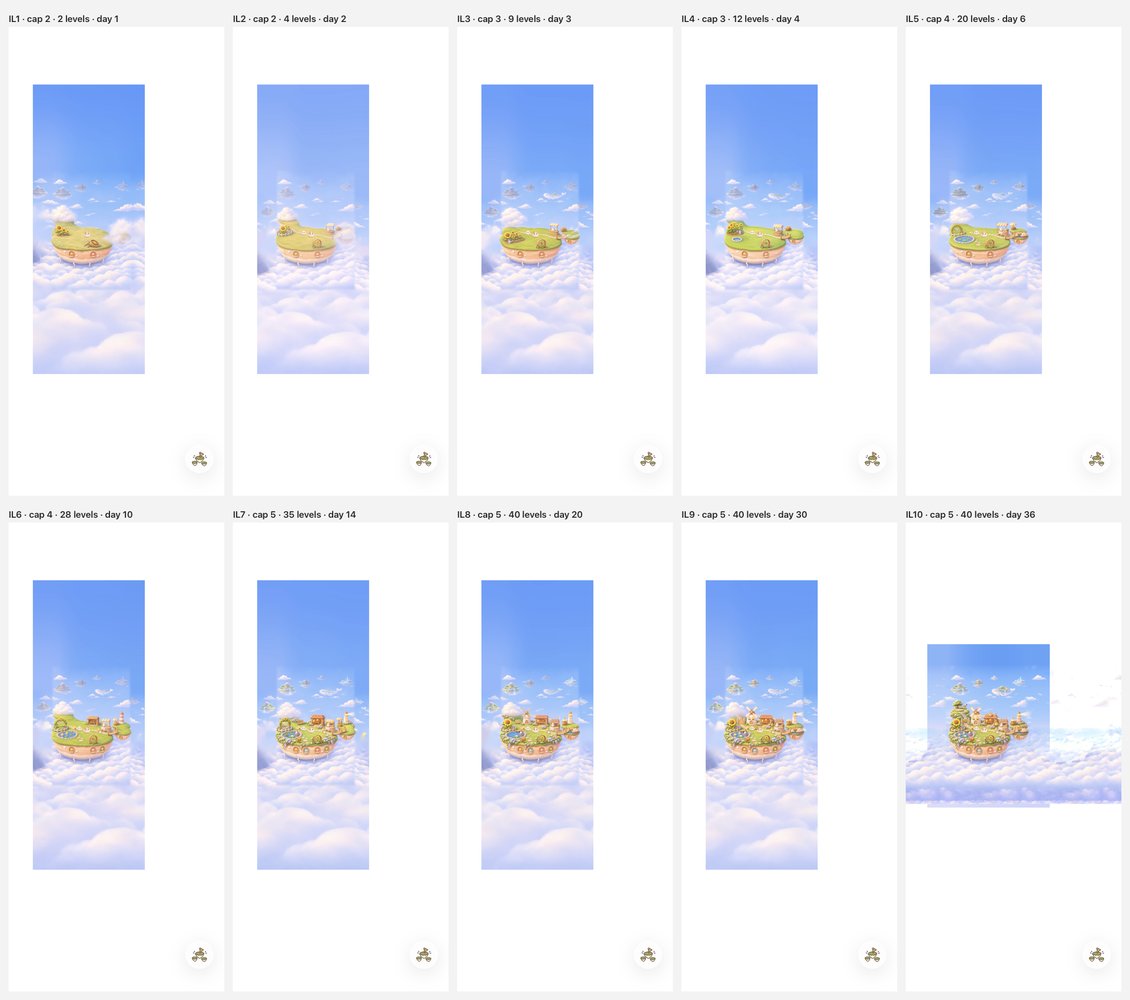 IL1 · cap 2 · 2 levels · day 1
IL2 · cap 2 · 4 levels · day 2
IL3 · cap 3 · 9 levels · day 3
IL4 · cap 3 · 12 levels · day 4
IL5 · cap 4 · 20 levels · day 6
IL6 · cap 4 · 28 levels · day 10
IL7 · cap 5 · 35 levels · day 14
IL8 · cap 5 · 40 levels · day 20
IL9 · cap 5 · 40 levels · day 30
IL10 · cap 5 · 40 levels · day 36